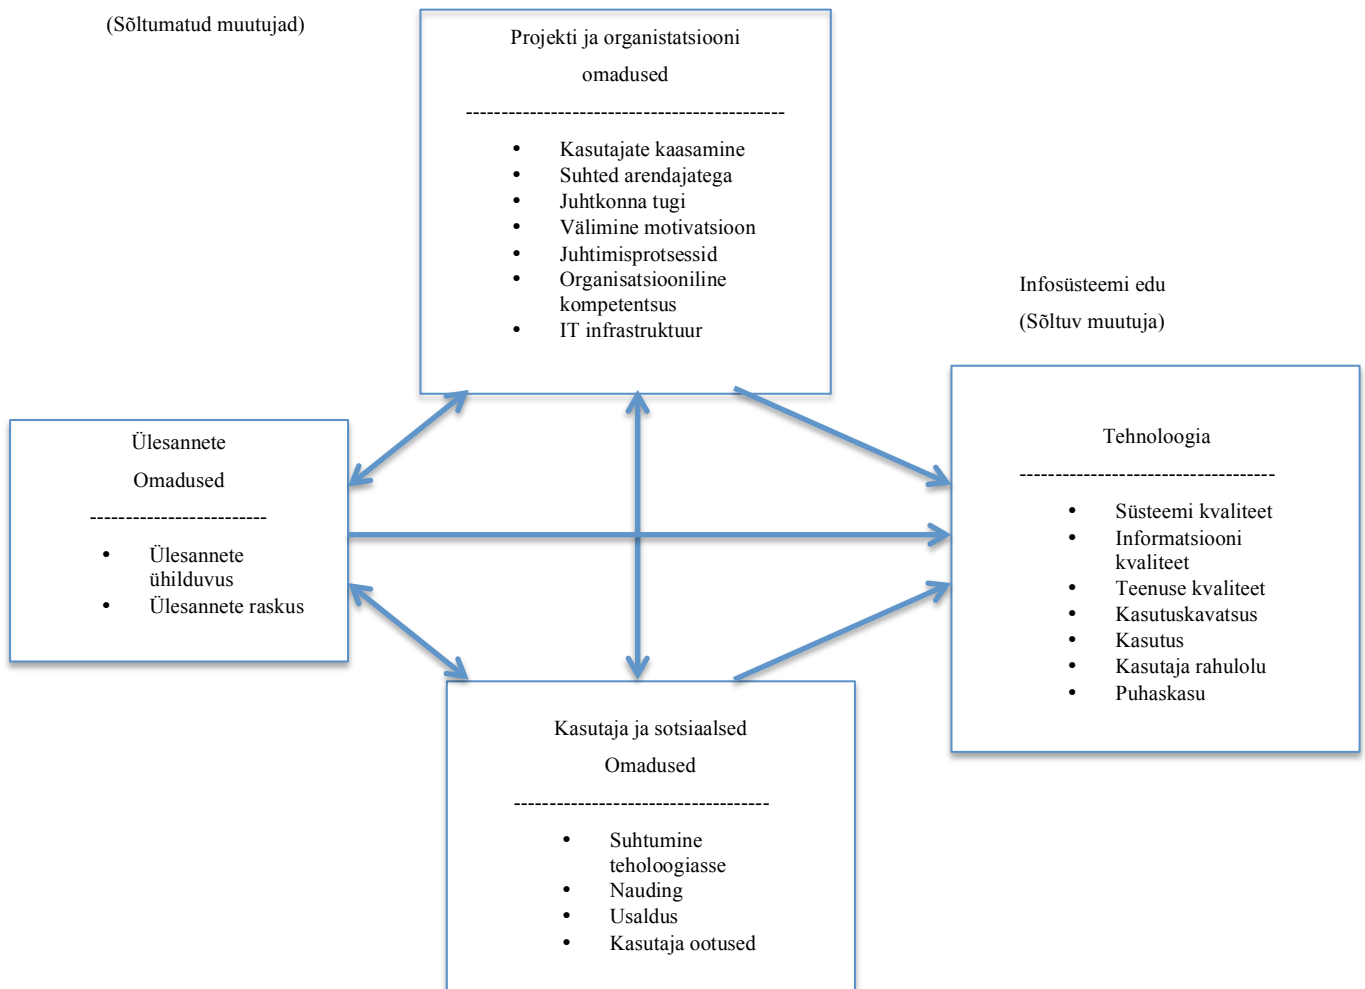 (Sõltumatud muutujad)
Projekti ja organistatsiooni
omadused
---------------------------------------------
• Kasutajate kaasamine
• Suhted arendajatega
• Juhtkonna tugi
• Välimine motivatsioon
• Juhtimisprotsessid
• Organisatsiooniline
kompetentsus
• IT infrastruktuur
Infosüsteemi edu
(Sõltuv muutuja)
Ülesannete
Omadused
-------------------------
• Ülesannete
ühilduvus
• Ülesannete raskus
Tehnoloogia
------------------------------------
• Süsteemi kvaliteet
• Informatsiooni
kvaliteet
• Teenuse kvaliteet
• Kasutuskavatsus
• Kasutus
• Kasutaja rahulolu
• Puhaskasu
Kasutaja ja sotsiaalsed
Omadused
------------------------------------
• Suhtumine
teholoogiasse
• Nauding
• Usaldus
• Kasutaja ootused